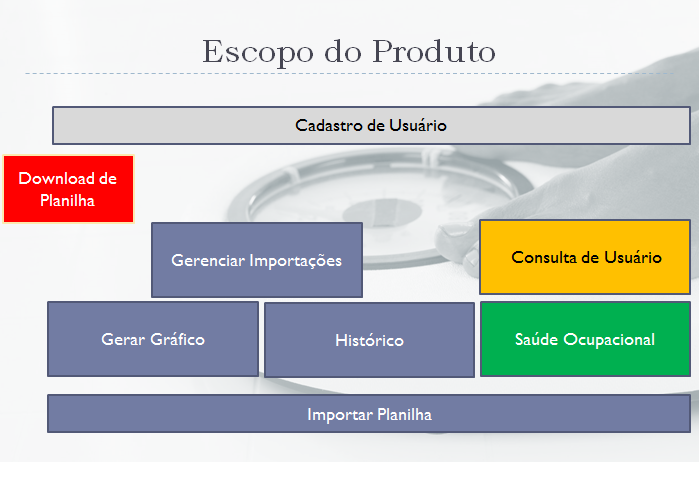 Escopo do Produto
Cadastro de Usuário
Download de
Planilha
Gerenciar Importações
Consulta de Usuário
Gerar Gráfico
Histórico
Saúde Ocupacional
Importar Planilha